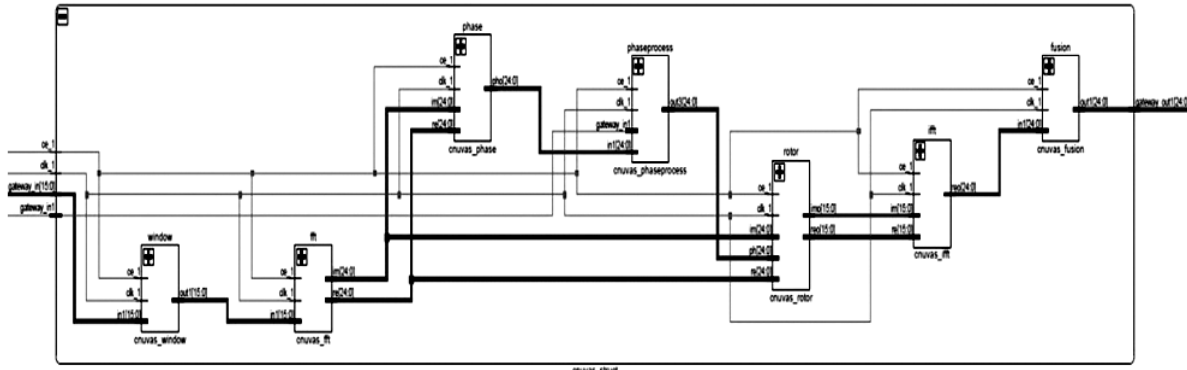 phase
ce_1
clk_1
im[24:0]
re[24:0]
pho[24:0]
cnuvas_phase
phaseprocess
ce_1
clk_1
gateway_in1
in1[24:0]
out3[24:0]
cnuvas_phaseprocess
fusion
ce_1
clk_1
in1[24:0]
out1[24:0]
cnuvas_fusion
gateway_out1[24:0]
ce_1
clk_1
gateway_in[15:0]
gateway_in1
rotor
ce_1
clk_1
im[24:0]
ph[24:0]
re[24:0]
imo[15:0]
reo[15:0]
cnuvas_rotor
ifft
ce_1
clk_1
im[15:0]
re[15:0]
reo[24:0]
cnuvas_ifft
window
ce_1
clk_1
in1[15:0]
out1[15:0]
cnuvas_window
fft
ce_1
clk_1
in1[15:0]
im[24:0]
re[24:0]
cnuvas_fft